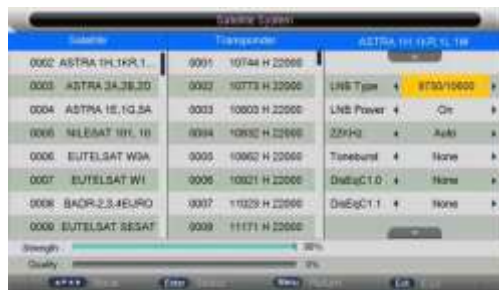 Satellite System
Satellite
Transponder
ASTRA 1H,1KR,1L,1M
0002 ASTRA 1H,1KR,1...
0003 ASTRA 3A,3B,2D
0004 ASTRA 1E,1G,3A
0005 NILESAT 101, 10
0006 EUTELSAT W3A
0007 EUTELSAT W1
0008 BADR-2,3,4EURO
0009 EUTELSAT SESAT
0001 10744 H 22000
0002 10773 H 22000
0003 10803 H 22000
0004 10832 H 22000
0005 10862 H 22000
0006 10921 H 22000
0007 11023 H 22000
0008 11171 H 22000
LNB Type 9750/10600
LNB Power On
22KHz Auto
Toneburst None
DisEqC1.0 None
DisEqC1.1 None
Strength
Quality
Enter
Menu
Exit